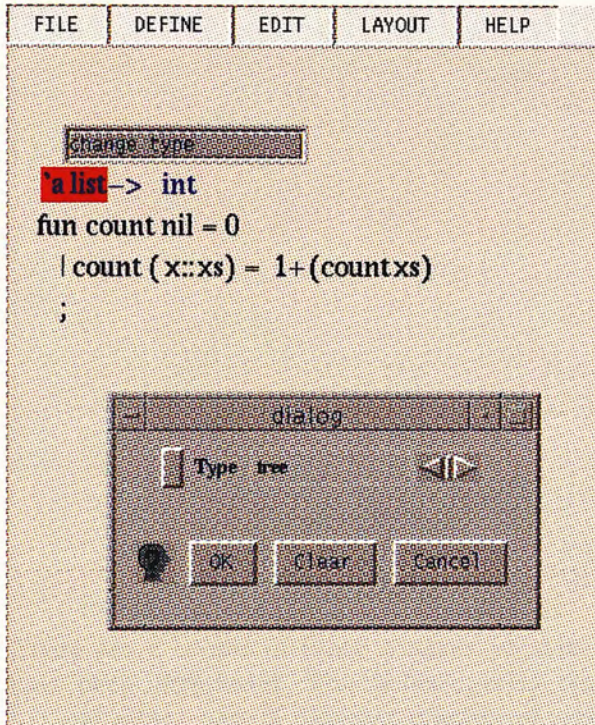 FILE DEFINE EDIT LAYOUT HELP
change type
`a list–> int
fun count nil = 0
| count ( x::xs) = 1+(countxs)
;
dialog
Type tree
OK Clear Cancel